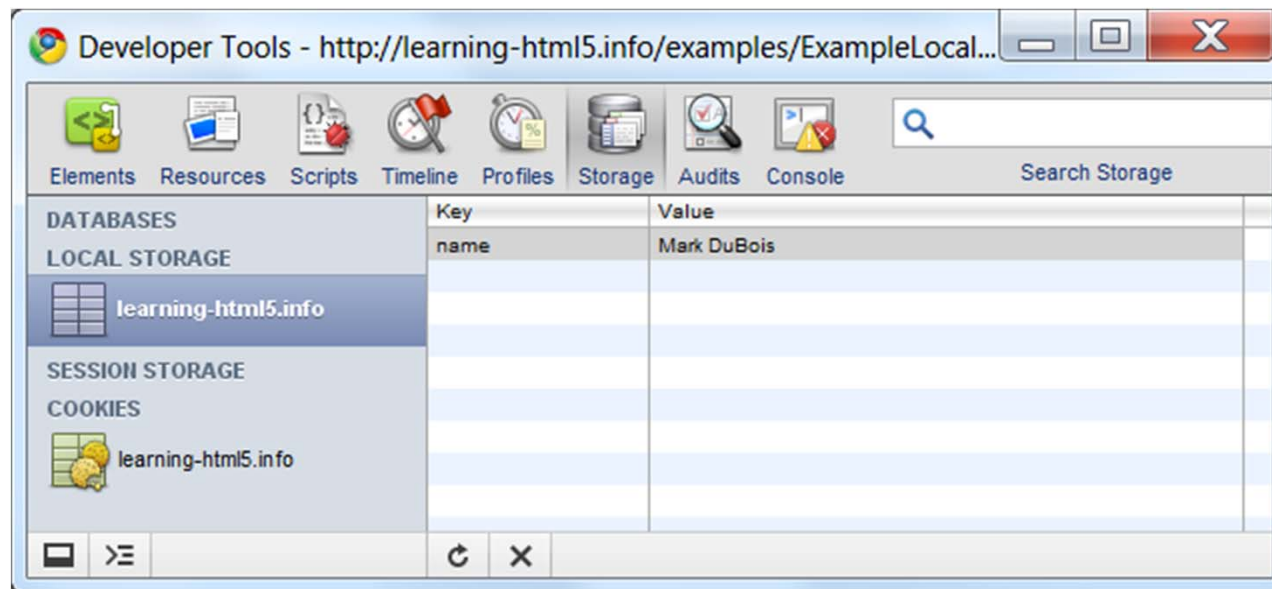 Developer Tools - http://learning-html5.info/examples/ExampleLocal...
Elements Resources Scripts Timeline Profiles Storage Audits Console Search Storage
DATABASES
LOCAL STORAGE
learning-html5.info
SESSION STORAGE
COOKIES
learning-html5.info
Key Value
name Mark DuBois